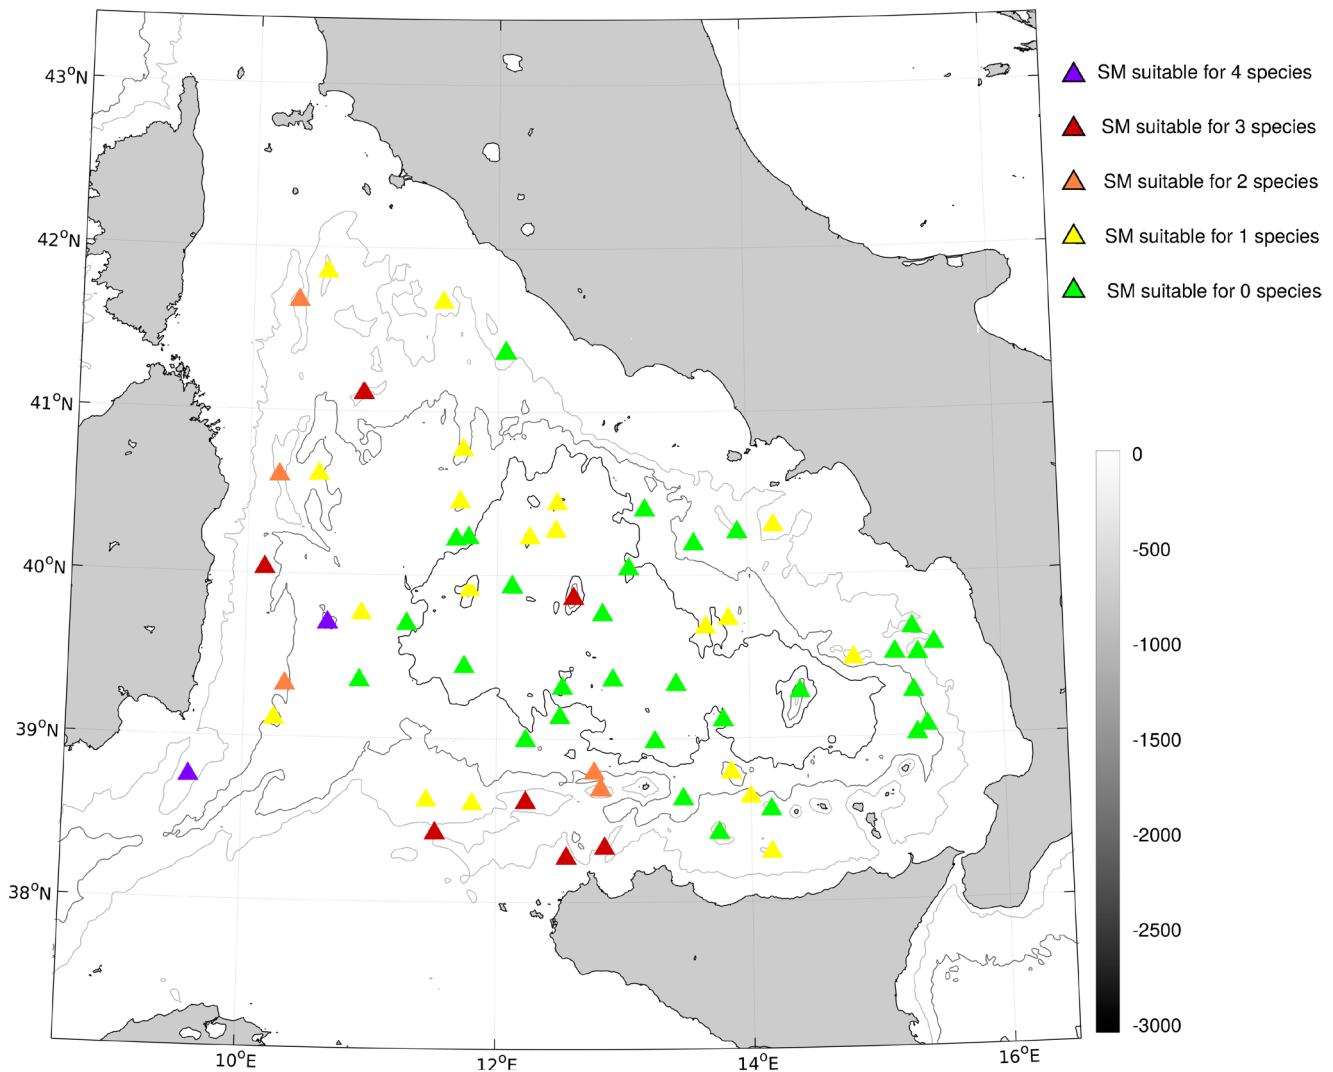 43°N
42°N
41°N
40°N
39°N
38°N
10°E
12°E
14°E
16°E
SM suitable for 4 species
SM suitable for 3 species
SM suitable for 2 species
SM suitable for 1 species
SM suitable for 0 species
0
-500
-1000
-1500
-2000
-2500
-3000